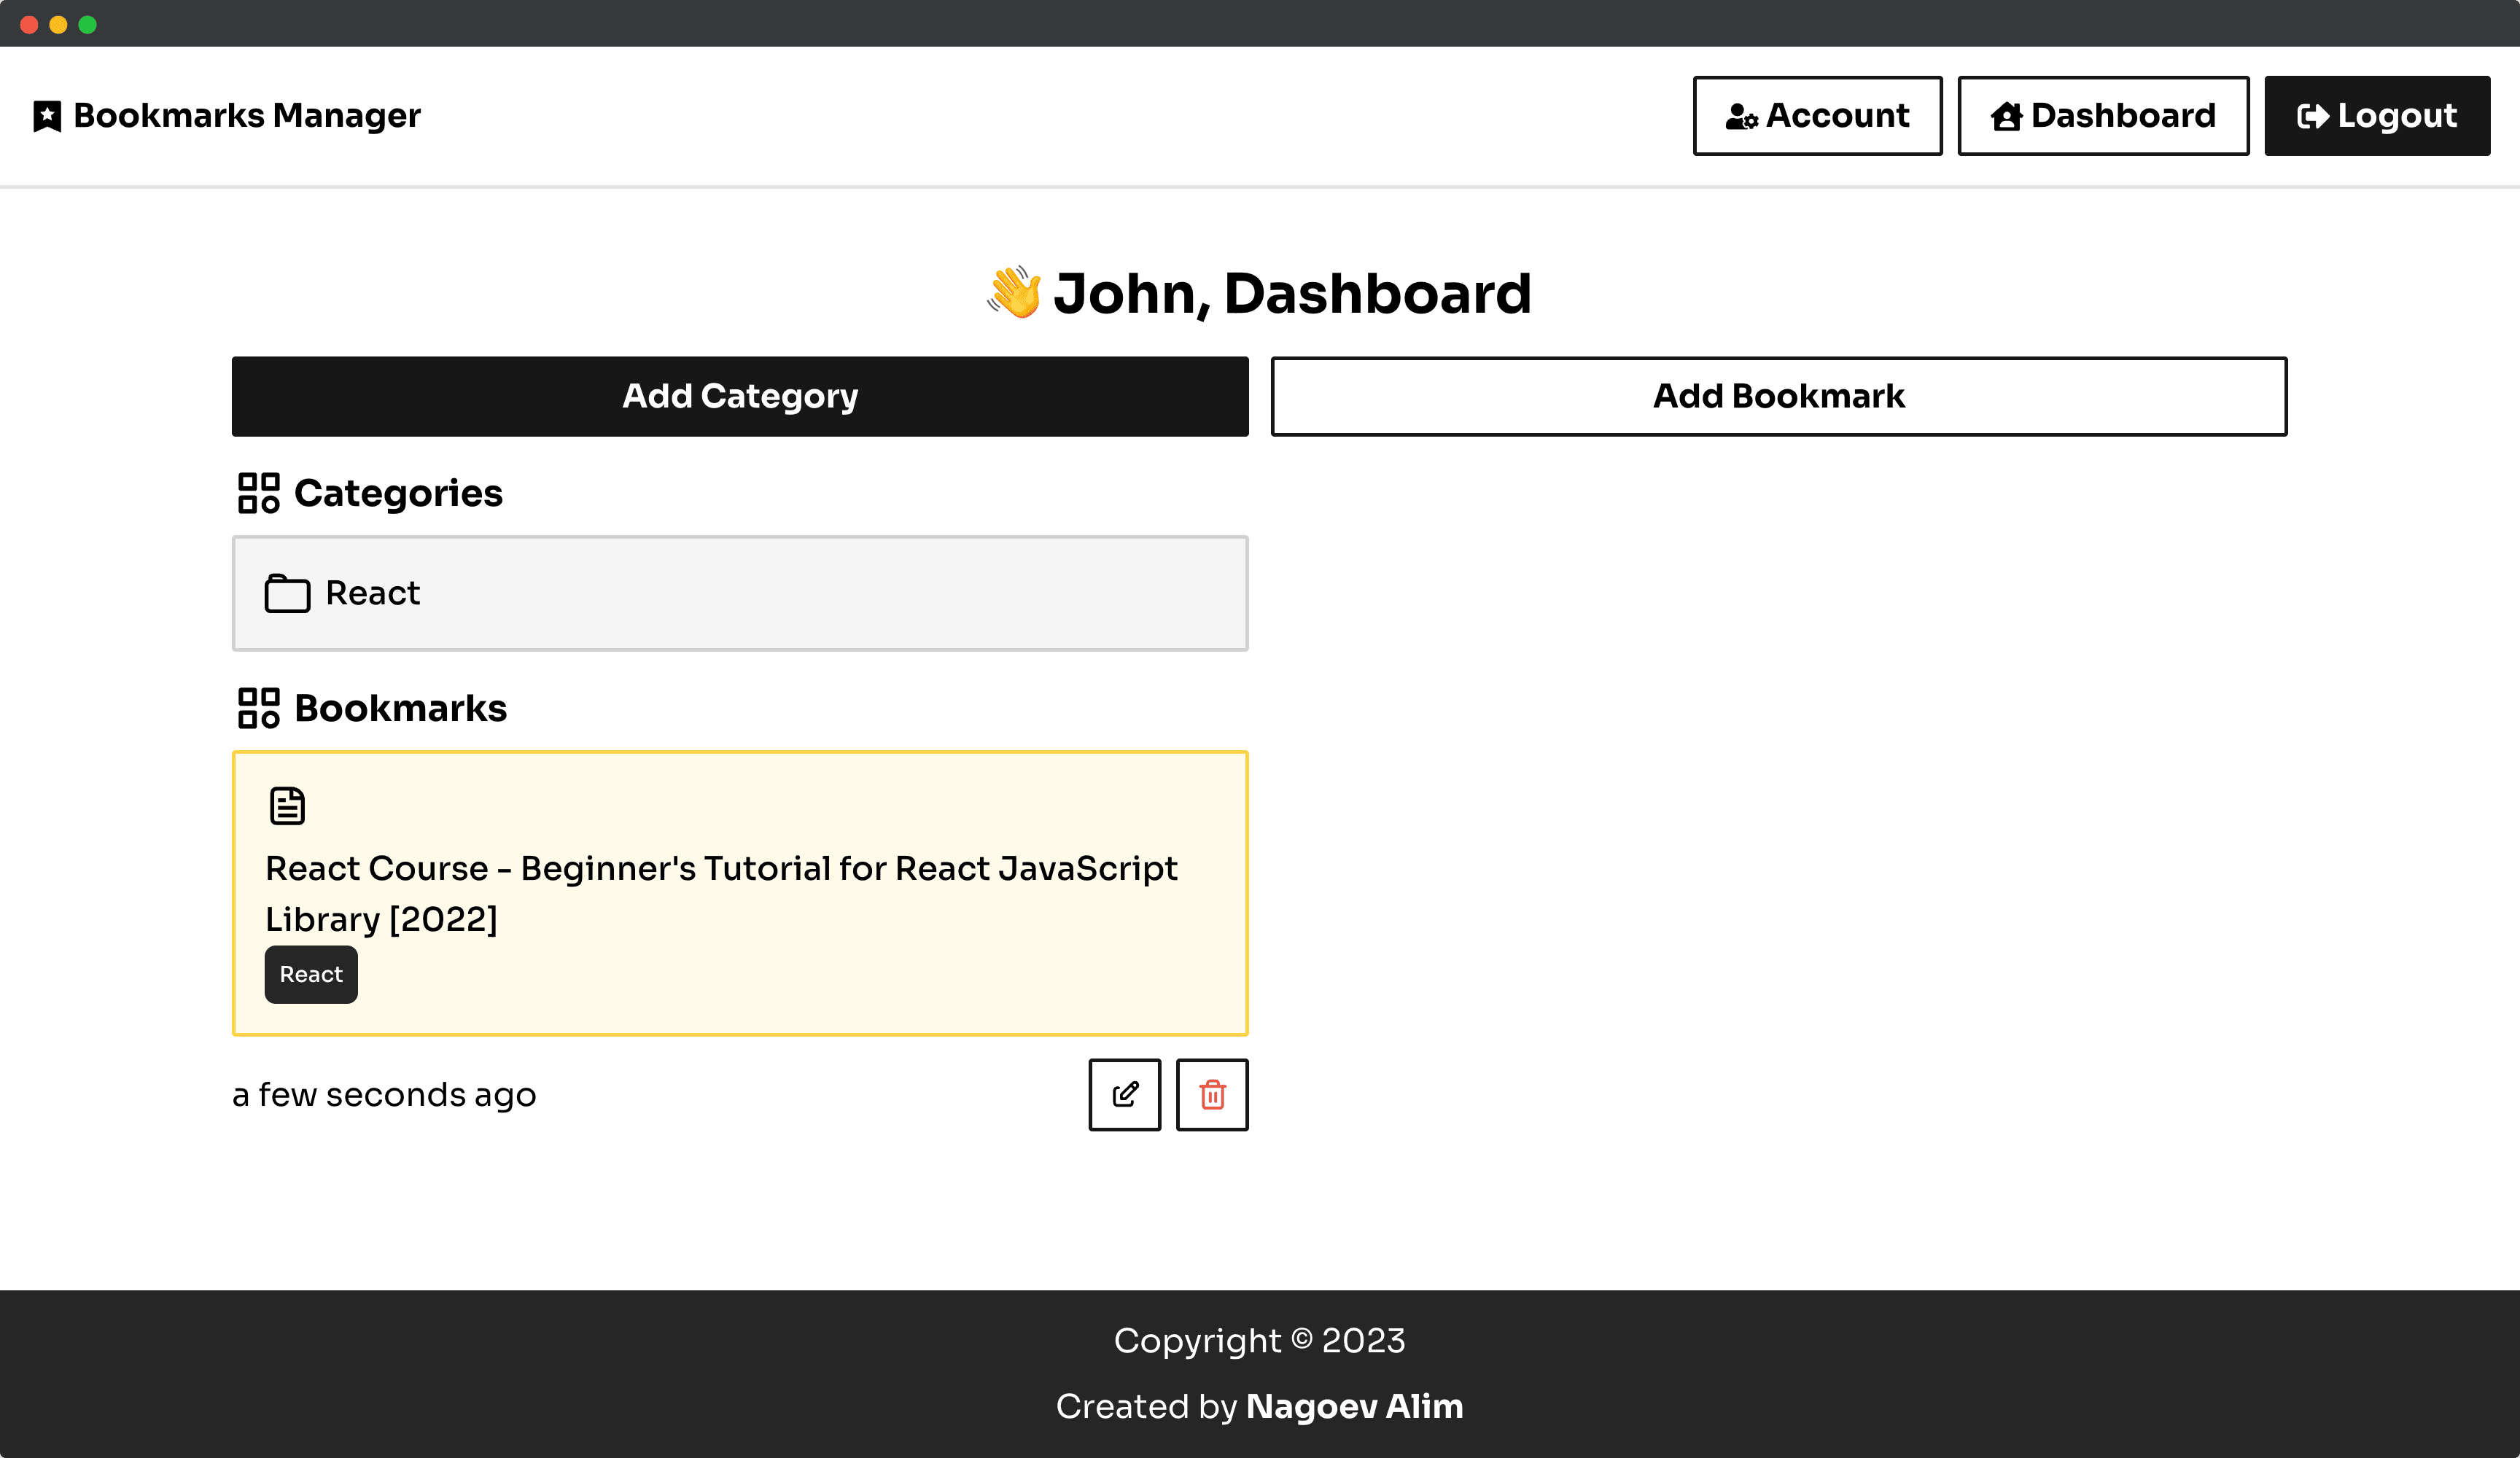 Bookmarks Manager
Account
Dashboard
Logout
👋 John, Dashboard
Add Category
Add Bookmark
Categories
React
Bookmarks
React Course - Beginner's Tutorial for React JavaScript
Library [2022]
React
a few seconds ago
Copyright © 2023
Created by Nagoev Alim